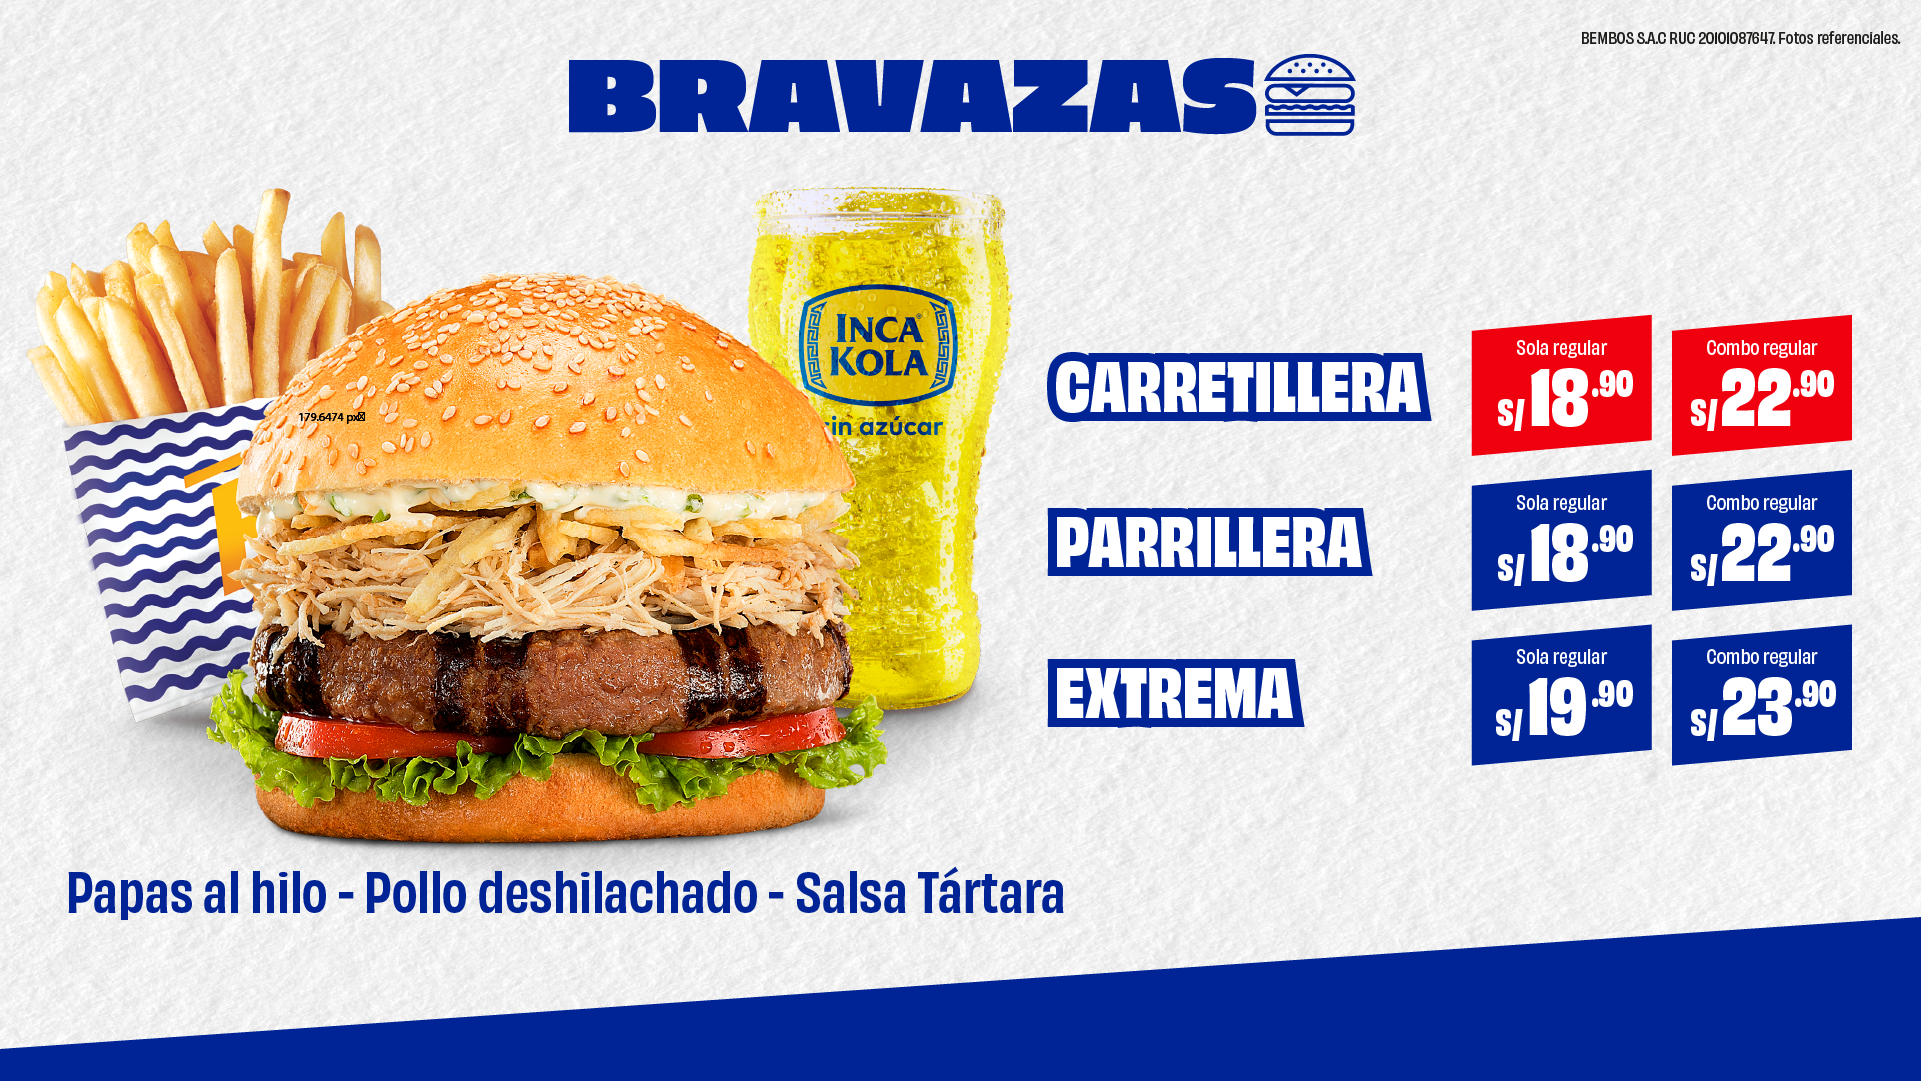 BEMBOS S.A.C RUC 20101087647. Fotos referenciales.
BRAVAZAS
INCA
KOLA
sin azúcar
179.6474 px
CARRETILLERA
Sola regular
S/18.90
Combo regular
S/22.90
PARRILLERA
Sola regular
S/18.90
Combo regular
S/22.90
EXTREMA
Sola regular
S/19.90
Combo regular
S/23.90
Papas al hilo - Pollo deshilachado - Salsa Tártara